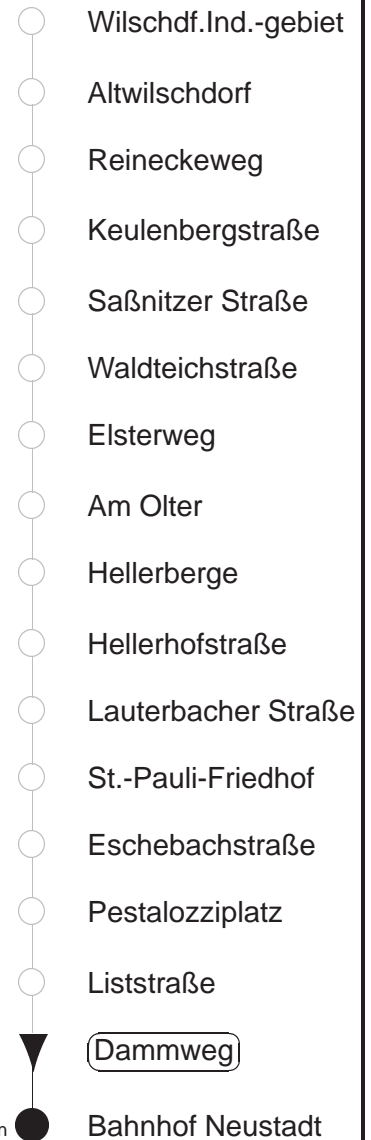 Wilschdf.Ind.-gebiet
Altwilschdorf
Reineckeweg
Keulenbergstraße
Saßnitzer Straße
Waldteichstraße
Elsterweg
Am Olter
Hellerberge
Hellerhofstraße
Lauterbacher Straße
St.-Pauli-Friedhof
Eschebachstraße
Pestalozziplatz
Liststraße
Dammweg
Bahnhof Neustadt